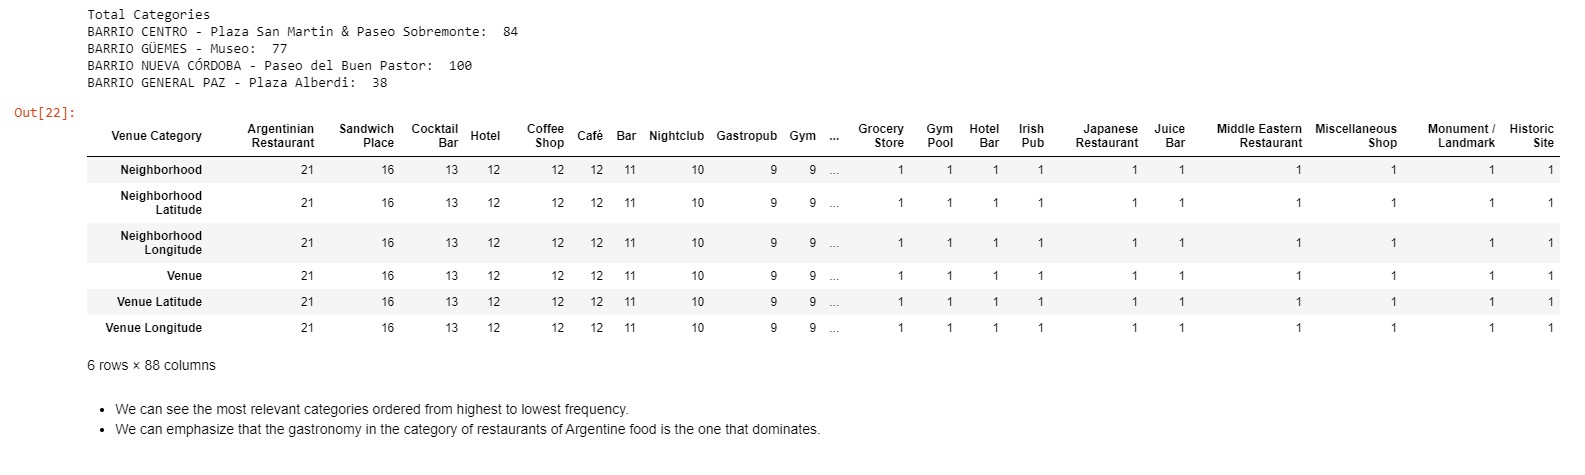 Total Categories
BARRIO CENTRO - Plaza San Martin & Paseo Sobremonte:  84
BARRIO GÜEMES - Museo:  77
BARRIO NUEVA CÓRDOBA - Paseo del Buen Pastor:  100
BARRIO GENERAL PAZ - Plaza Alberdi:  38
Out[22]:
Venue Category Argentinian Restaurant Sandwich Place Cocktail Bar Hotel Coffee Shop Café Bar Nightclub Gastropub Gym ... Grocery Store Gym Pool Hotel Bar Irish Pub Japanese Restaurant Juice Bar Middle Eastern Restaurant Miscellaneous Shop Monument / Landmark Historic Site
Neighborhood 21 16 13 12 12 12 11 10 9 9 ... 1 1 1 1 1 1 1 1 1 1
Neighborhood Latitude 21 16 13 12 12 12 11 10 9 9 ... 1 1 1 1 1 1 1 1 1 1
Neighborhood Longitude 21 16 13 12 12 12 11 10 9 9 ... 1 1 1 1 1 1 1 1 1 1
Venue 21 16 13 12 12 12 11 10 9 9 ... 1 1 1 1 1 1 1 1 1 1
Venue Latitude 21 16 13 12 12 12 11 10 9 9 ... 1 1 1 1 1 1 1 1 1 1
Venue Longitude 21 16 13 12 12 12 11 10 9 9 ... 1 1 1 1 1 1 1 1 1 1
6 rows × 88 columns
• We can see the most relevant categories ordered from highest to lowest frequency.
• We can emphasize that the gastronomy in the category of restaurants of Argentine food is the one that dominates.